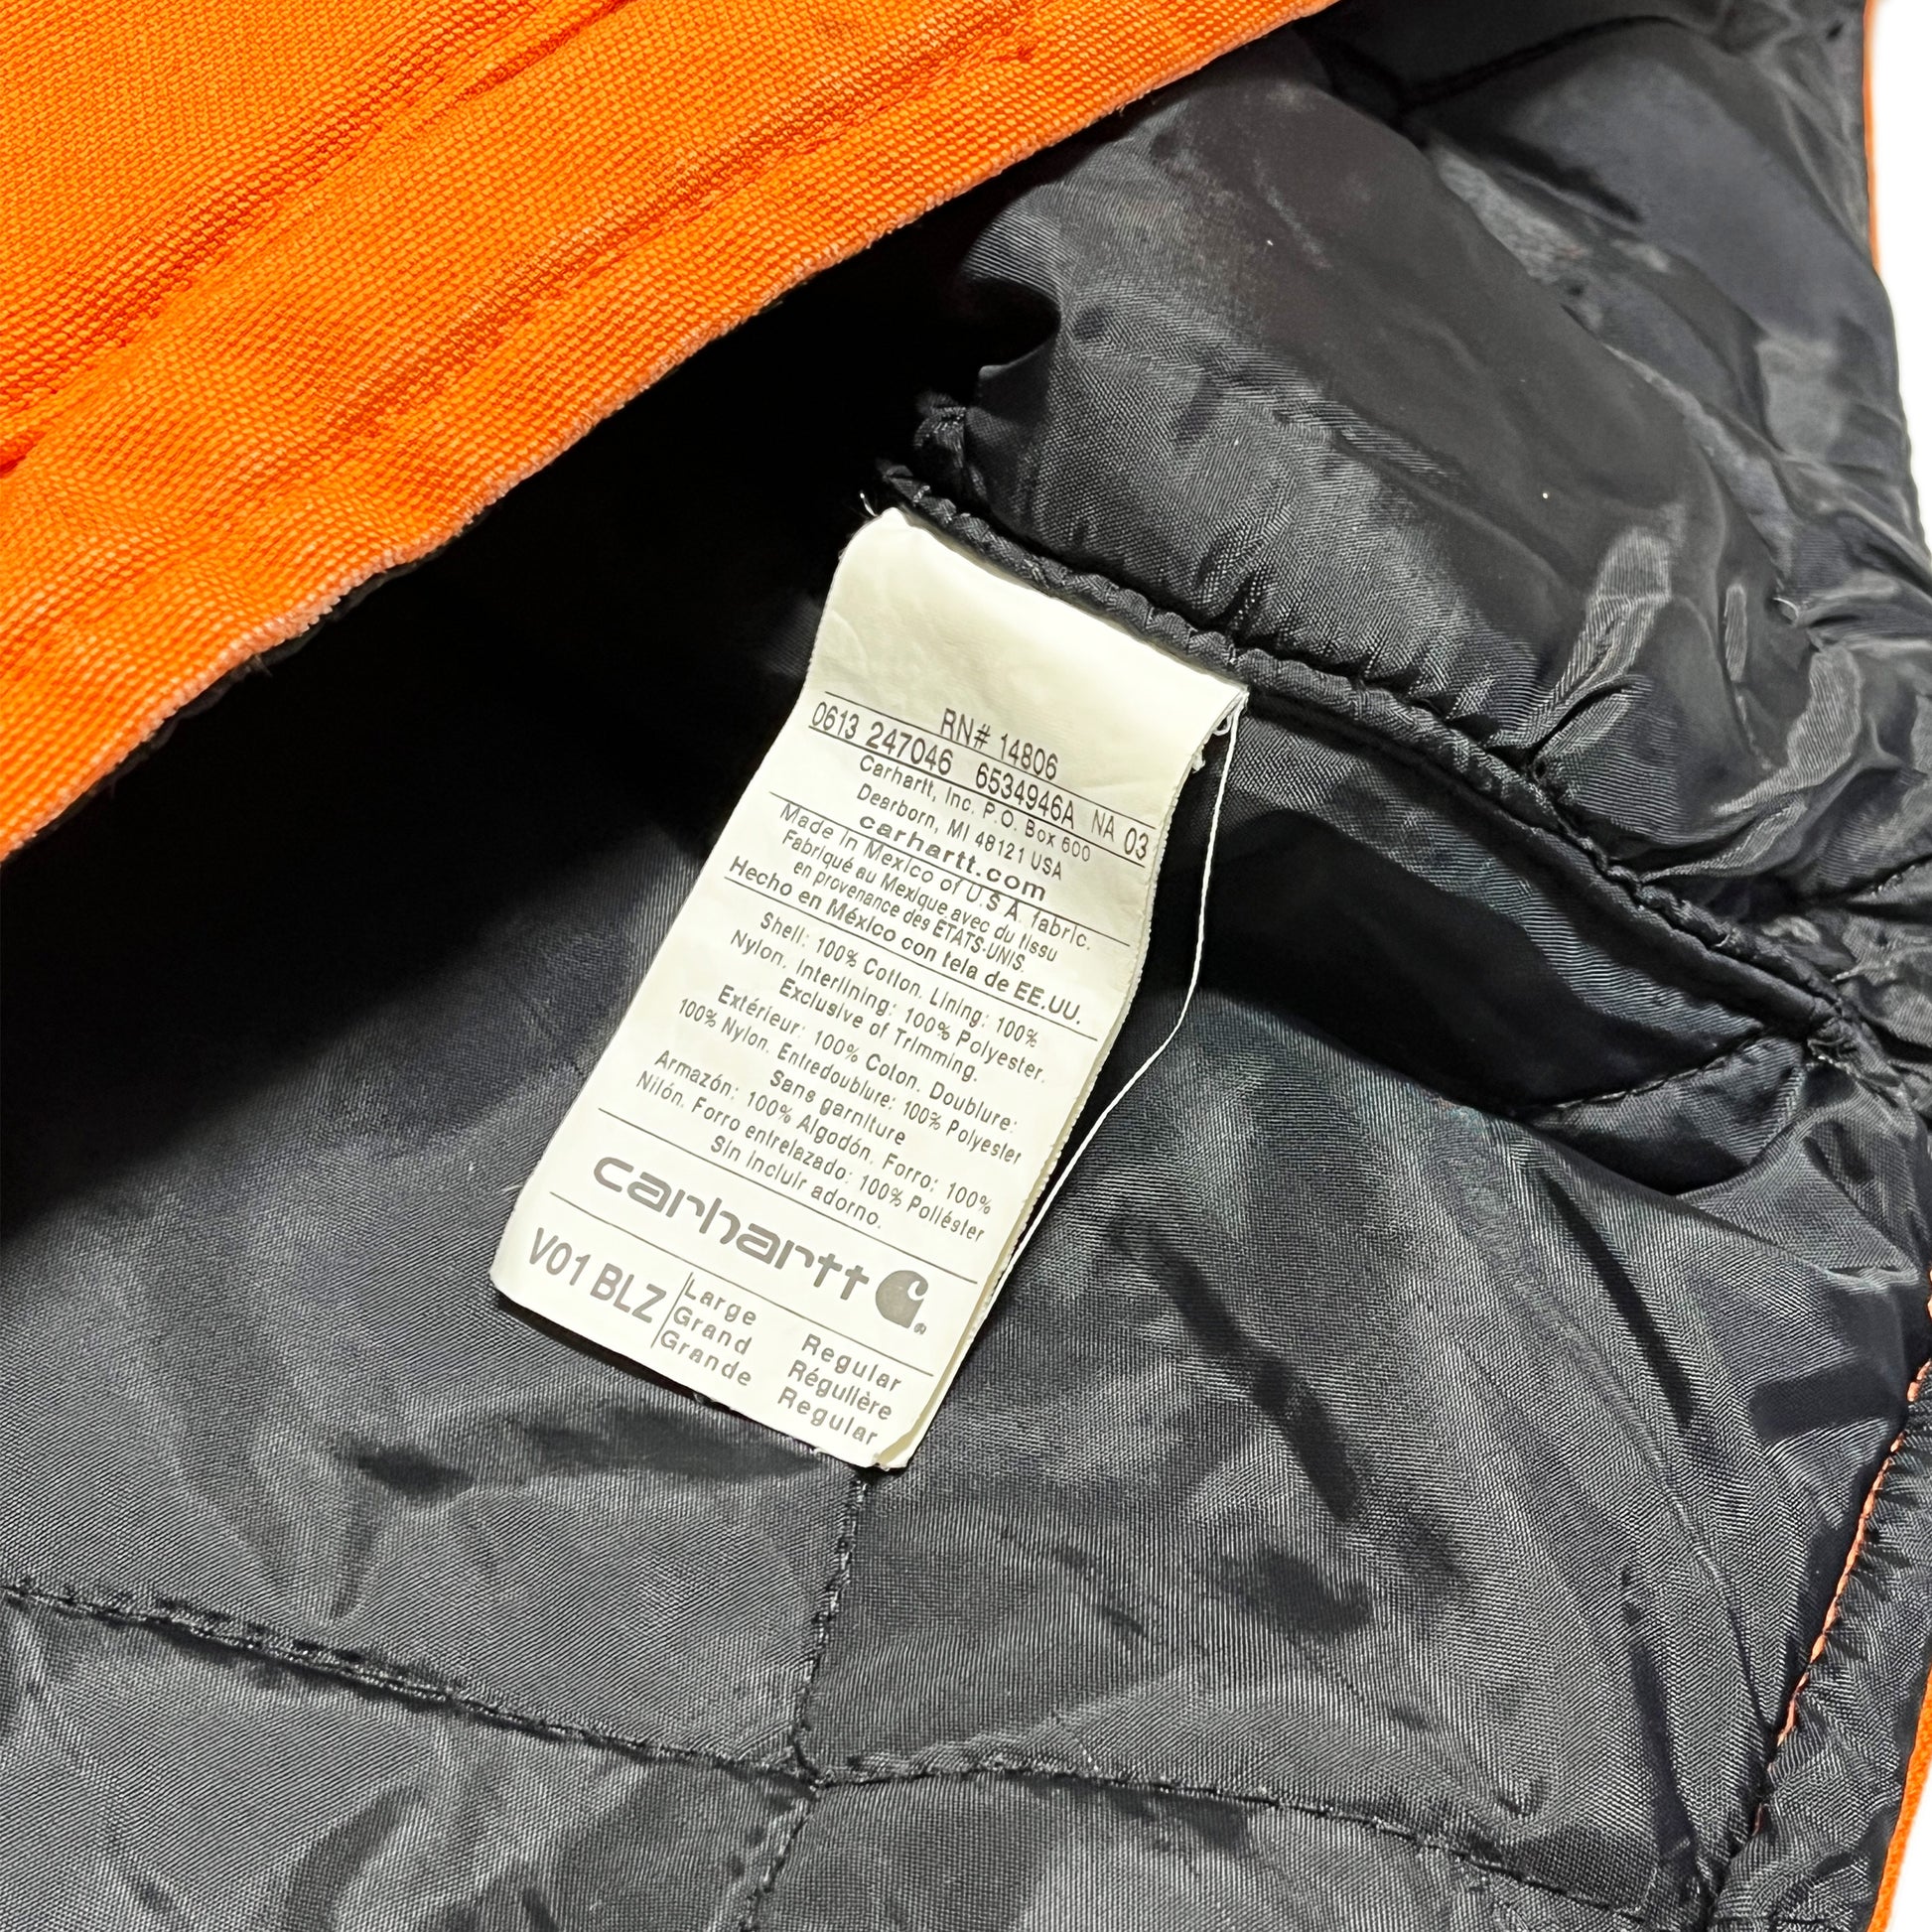 RN# 14806
0613 247046 6534946A NA 03
Carhartt, Inc. P.O. Box 600
Dearborn, MI 48121 USA
carhartt.com
Made in Mexico of U.S.A. fabric.
Fabriqué au Mexique avec du tissu
en provenance des ÉTATS-UNIS.
Hecho en México con tela de EE.UU.
Shell: 100% Cotton. Lining: 100%
Nylon. Interlining: 100% Polyester.
Exclusive of Trimming.
Extérieur: 100% Coton. Doublure:
100% Nylon. Entredoublure: 100% Polyester
Sans garniture
Armazón: 100% Algodón. Forro: 100%
Nilón. Forro entrelazado: 100% Poliéster
Sin incluir adorno.
carhartt ®
V01 BLZ
Large Regular
Grand Régulière
Grande Regular